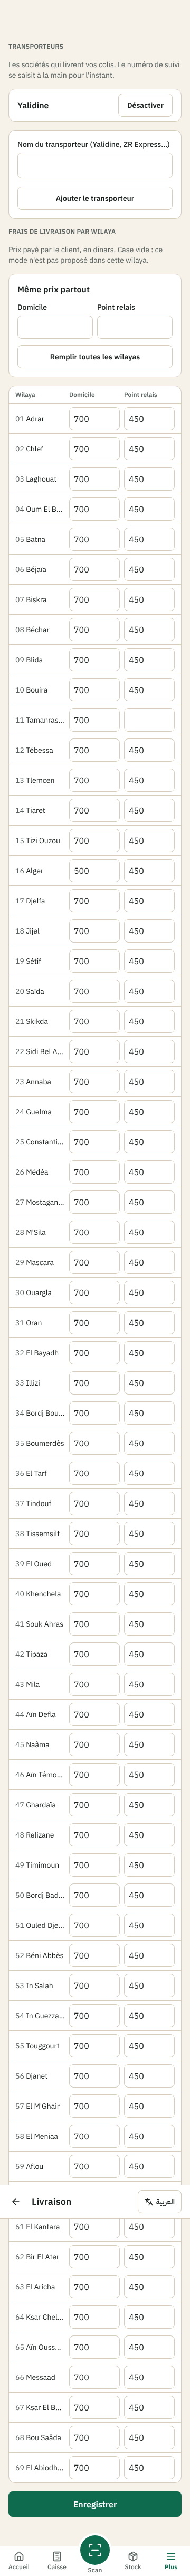 TRANSPORTEURS
Les sociétés qui livrent vos colis. Le numéro de suivi
se saisit à la main pour l'instant.
Yalidine
Désactiver
Nom du transporteur (Yalidine, ZR Express…)
Ajouter le transporteur
FRAIS DE LIVRAISON PAR WILAYA
Prix payé par le client, en dinars. Case vide : ce
mode n'est pas proposé dans cette wilaya.
Même prix partout
Domicile Point relais
Remplir toutes les wilayas
Wilaya Domicile Point relais
01 Adrar 700 450
02 Chlef 700 450
03 Laghouat 700 450
04 Oum El B… 700 450
05 Batna 700 450
06 Béjaïa 700 450
07 Biskra 700 450
08 Béchar 700 450
09 Blida 700 450
10 Bouira 700 450
11 Tamanras… 700
12 Tébessa 700 450
13 Tlemcen 700 450
14 Tiaret 700 450
15 Tizi Ouzou 700 450
16 Alger 500 450
17 Djelfa 700 450
18 Jijel 700 450
19 Sétif 700 450
20 Saïda 700 450
21 Skikda 700 450
22 Sidi Bel A… 700 450
23 Annaba 700 450
24 Guelma 700 450
25 Constanti… 700 450
26 Médéa 700 450
27 Mostagan… 700 450
28 M'Sila 700 450
29 Mascara 700 450
30 Ouargla 700 450
31 Oran 700 450
32 El Bayadh 700 450
33 Illizi 700 450
34 Bordj Bou… 700 450
35 Boumerdès 700 450
36 El Tarf 700 450
37 Tindouf 700 450
38 Tissemsilt 700 450
39 El Oued 700 450
40 Khenchela 700 450
41 Souk Ahras 700 450
42 Tipaza 700 450
43 Mila 700 450
44 Aïn Defla 700 450
45 Naâma 700 450
46 Aïn Témo… 700 450
47 Ghardaïa 700 450
48 Relizane 700 450
49 Timimoun 700 450
50 Bordj Bad… 700 450
51 Ouled Dje… 700 450
52 Béni Abbès 700 450
53 In Salah 700 450
54 In Guezza… 700 450
55 Touggourt 700 450
56 Djanet 700 450
57 El M'Ghair 700 450
58 El Meniaa 700 450
59 Aflou 700 450
Livraison
العربية
61 El Kantara 700 450
62 Bir El Ater 700 450
63 El Aricha 700 450
64 Ksar Chel… 700 450
65 Aïn Ouss… 700 450
66 Messaad 700 450
67 Ksar El B… 700 450
68 Bou Saâda 700 450
69 El Abiodh… 700 450
Enregistrer
Accueil Caisse Scan Stock Plus